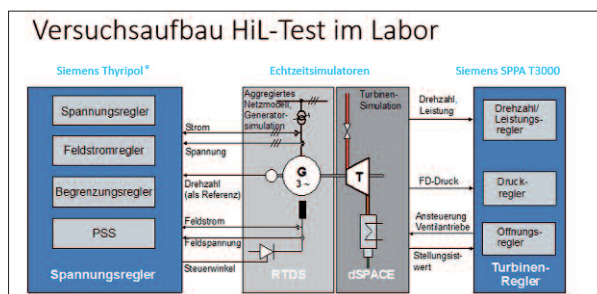 Versuchsaufbau HiL-Test im Labor
Siemens Thyripol®
Echtzeitsimulatoren
Siemens SPPA T3000
Spannungsregler
Feldstromregler
Begrenzungsregler
PSS
Spannungsregler
Strom
Spannung
Drehzahl
(als Referenz)
Feldstrom
Feldspannung
Steuerwinkel
Aggregiertes
Netzmodell,
Generator-
simulation
G
3 ~
RTDS
Turbinen-
Simulation
T
dSPACE
Drehzahl,
Leistung
FD-Druck
Ansteuerung
Ventilantriebe
Stellungsist-
wert
Drehzahl/
Leistungs-
regler
Druck-
regler
Öffnungs-
regler
Turbinen-
Regler